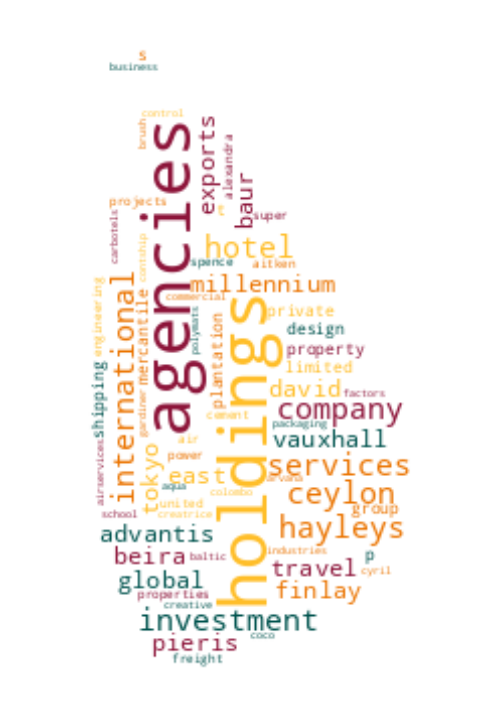 s
business
control
brush
agencies
exports
alexandra
baur
projects
carbotels
super
hotel
contship
spence
aitken
international
engineering
mercantile
millennium
commercial
holdings
polymats
plantation
private
design
property
limited
shipping
gardiner
david
factors
company
cement
packaging
air
vauxhall
tokyo
power
east
services
airservices
aqua
colombo
ceylon
united
creatrice
group
school
advantis
hayleys
beira
baltic
industries
p
travel
cyril
global
properties
finlay
creative
investment
coco
pieris
freight